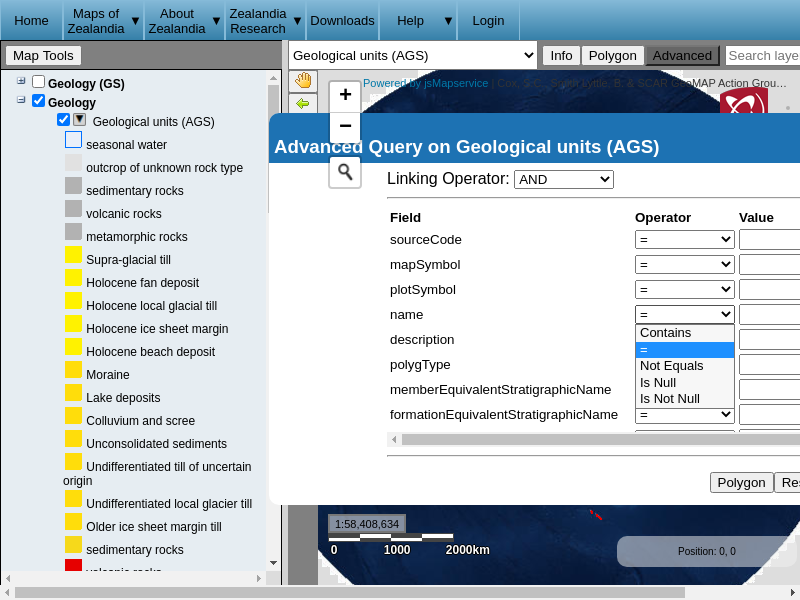 Home
Maps of Zealandia ▼
About Zealandia ▼
Zealandia Research ▼
Downloads
Help ▼
Login
Map Tools
Geological units (AGS)
Info
Polygon
Advanced
Search laye
Geology (GS)
Geology
Geological units (AGS)
seasonal water
outcrop of unknown rock type
sedimentary rocks
volcanic rocks
metamorphic rocks
Supra-glacial till
Holocene fan deposit
Holocene local glacial till
Holocene ice sheet margin
Holocene beach deposit
Moraine
Lake deposits
Colluvium and scree
Unconsolidated sediments
Undifferentiated till of uncertain
origin
Undifferentiated local glacier till
Older ice sheet margin till
sedimentary rocks
volcanic rocks
Powered by jsMapservice | Cox, S.C., Smith Lyttle, B. & SCAR GeoMAP Action Grou…
+
−
Advanced Query on Geological units (AGS)
Linking Operator: AND
Field Operator Value
sourceCode =
mapSymbol =
plotSymbol =
name =
Contains
=
Not Equals
Is Null
Is Not Null
description
polygType
memberEquivalentStratigraphicName
formationEquivalentStratigraphicName =
Polygon
Res
1:58,408,634
0 1000 2000km
Position: 0, 0